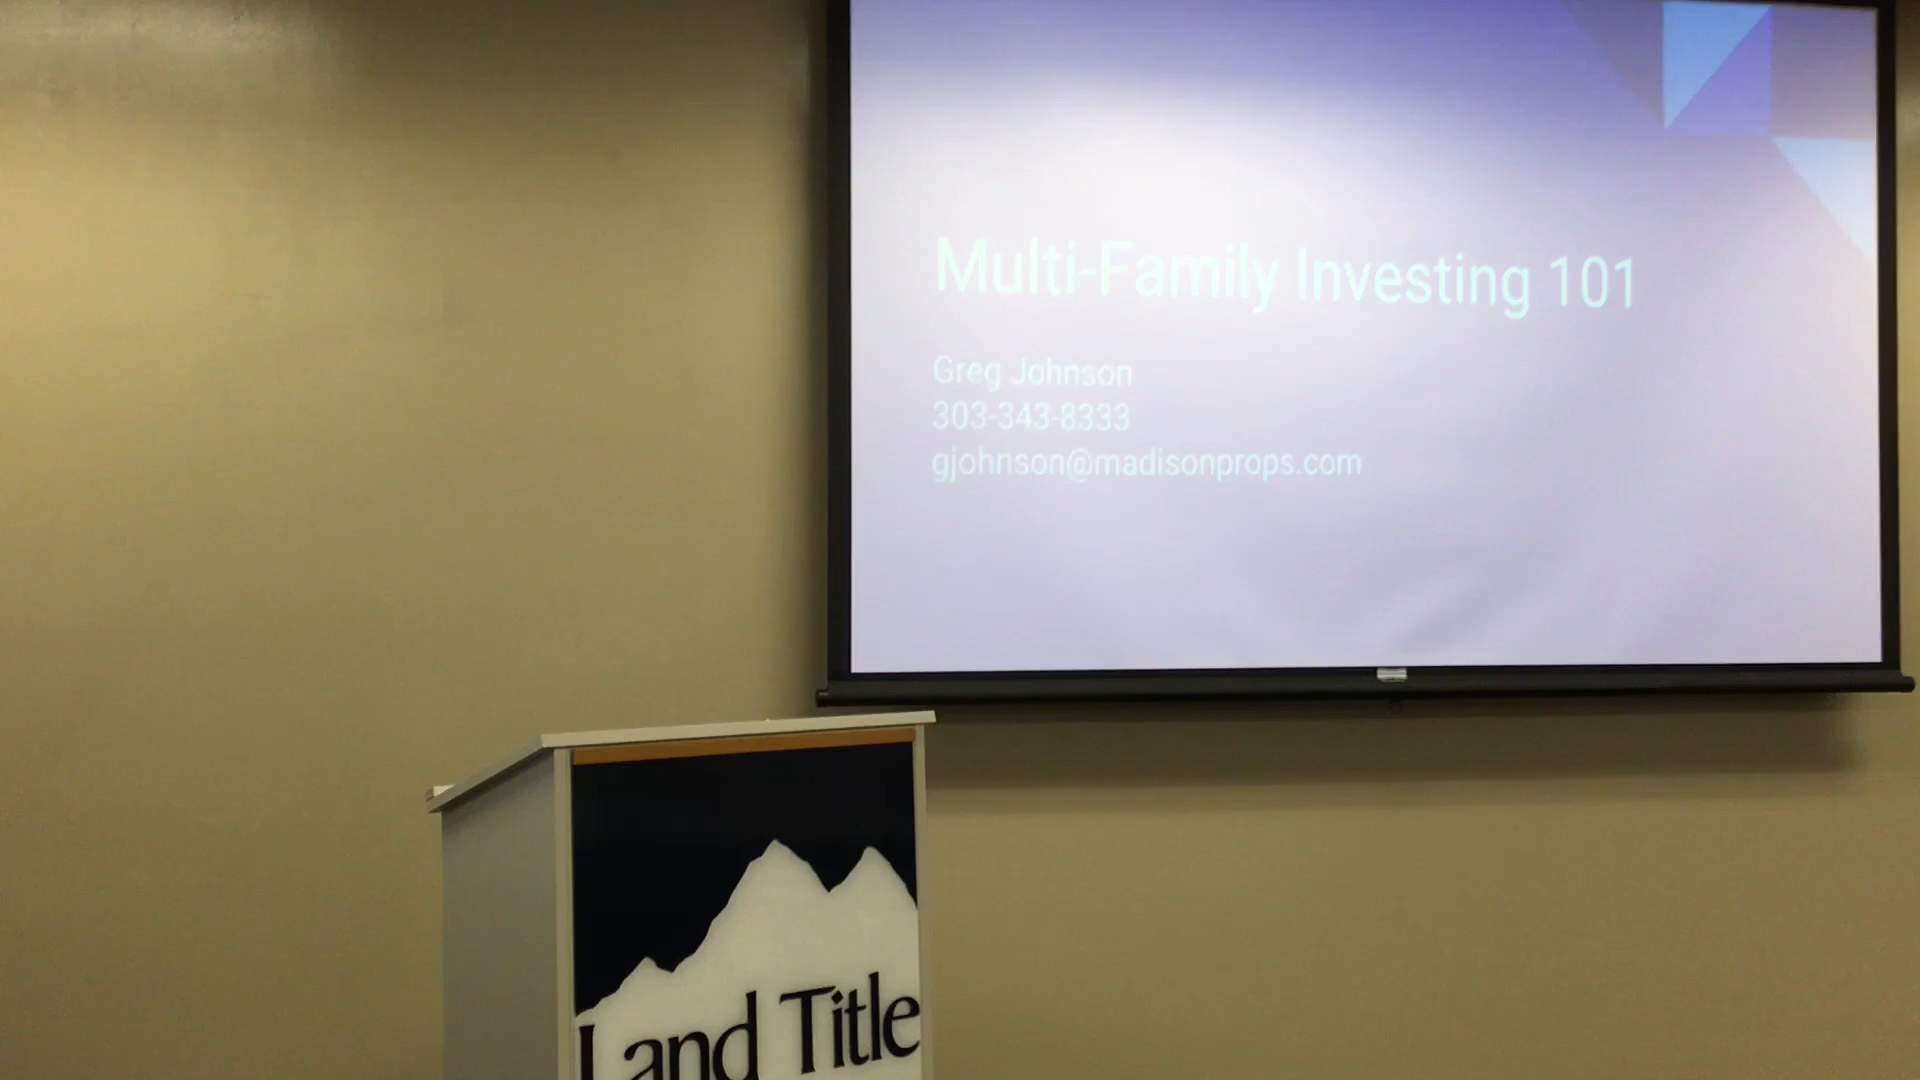 Multi-Family Investing 101
Greg Johnson
303-343-8333
gjohnson@madisonprops.com
Land Title